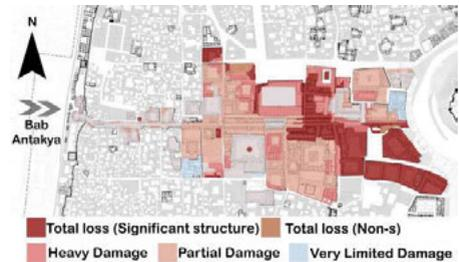 N
Bab
Antakya
Total loss (Significant structure)
Total loss (Non-s)
Heavy Damage
Partial Damage
Very Limited Damage